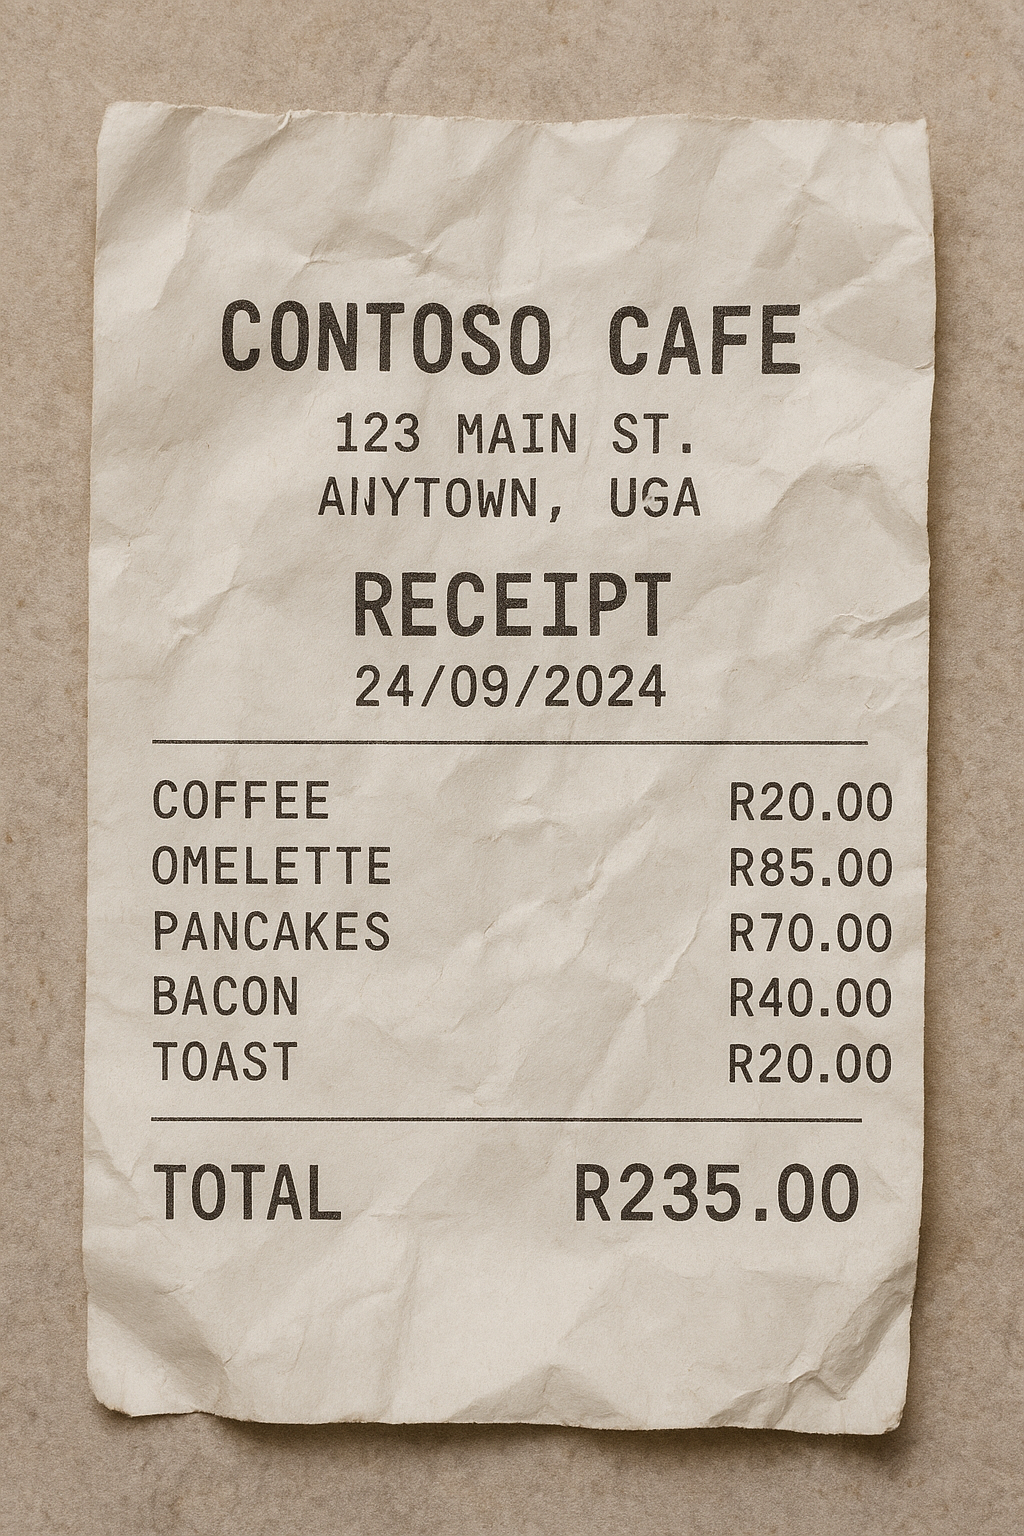 CONTOSO CAFE
123 MAIN ST.
ANYTOWN, UGA
RECEIPT
24/09/2024
COFFEE R20.00
OMELETTE R85.00
PANCAKES R70.00
BACON R40.00
TOAST R20.00
TOTAL R235.00